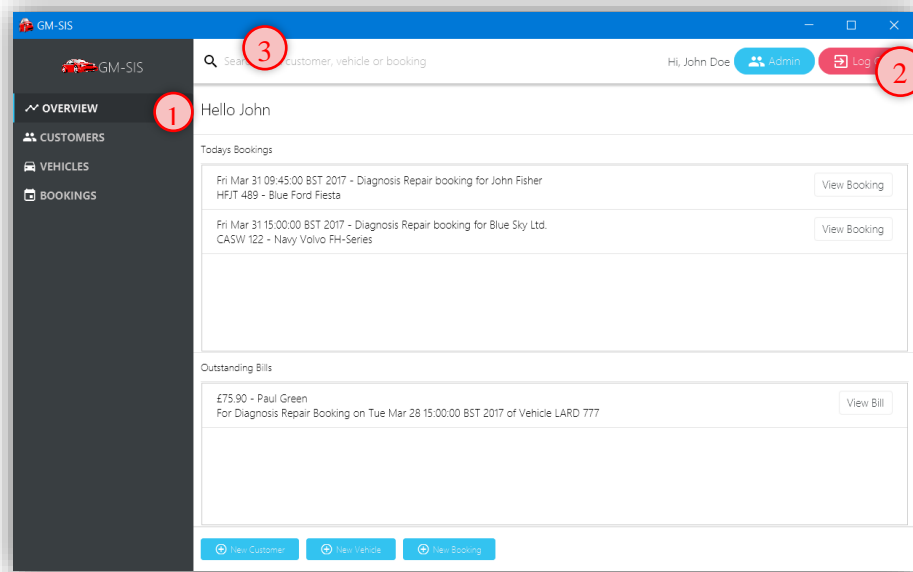 GM-SIS
GM-SIS
3
Sea customer, vehicle or booking
Hi, John Doe
Admin
Log
2
OVERVIEW
1
Hello John
CUSTOMERS
VEHICLES
BOOKINGS
Todays Bookings
Fri Mar 31 09:45:00 BST 2017 - Diagnosis Repair booking for John Fisher
HFJT 489 - Blue Ford Fiesta
View Booking
Fri Mar 31 15:00:00 BST 2017 - Diagnosis Repair booking for Blue Sky Ltd.
CASW 122 - Navy Volvo FH-Series
View Booking
Outstanding Bills
£75.90 - Paul Green
For Diagnosis Repair Booking on Tue Mar 28 15:00:00 BST 2017 of Vehicle LARD 777
View Bill
New Customer
New Vehicle
New Booking